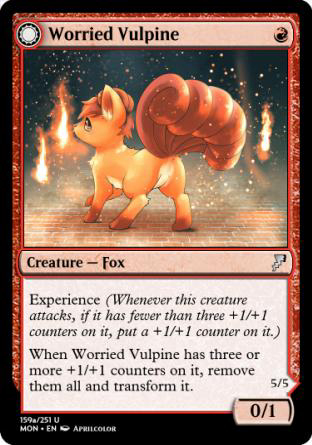 Worried Vulpine
Creature — Fox
Experience (Whenever this creature
attacks, if it has fewer than three +1/+1
counters on it, put a +1/+1 counter on it.)
When Worried Vulpine has three or
more +1/+1 counters on it, remove
them all and transform it.
5/5
0/1
159a/251 U
MON • EN Aprilcolor